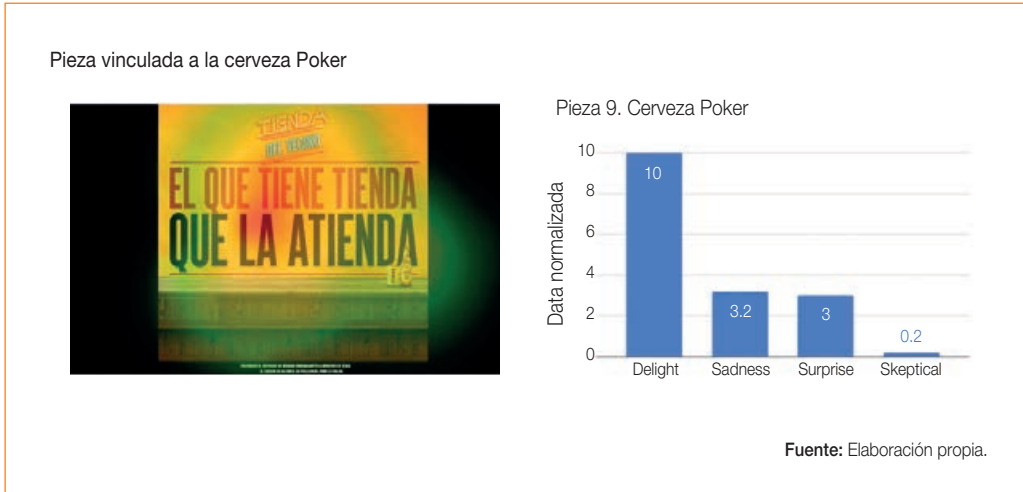 Pieza vinculada a la cerveza Poker
TIENDA
EL QUE TIENE TIENDA
QUE LA ATIENDA
Pieza 9. Cerveza Poker
Data normalizada
10
8
6
4
2
0
10
3.2
3
0.2
Delight
Sadness
Surprise
Skeptical
Fuente: Elaboración propia.